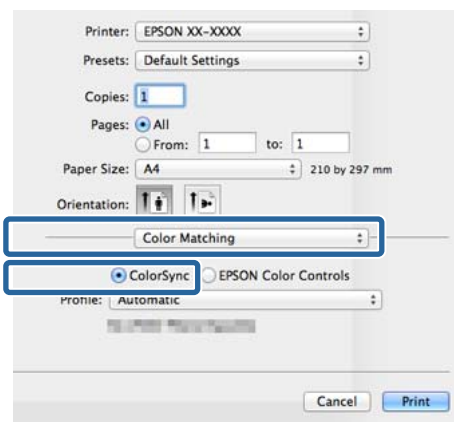 Printer: EPSON XX-XXXX
Presets: Default Settings
Copies: 1
Pages: All
From: 1 to: 1
Paper Size: A4 210 by 297 mm
Orientation:
Color Matching
ColorSync EPSON Color Controls
Profile: Automatic
Cancel Print